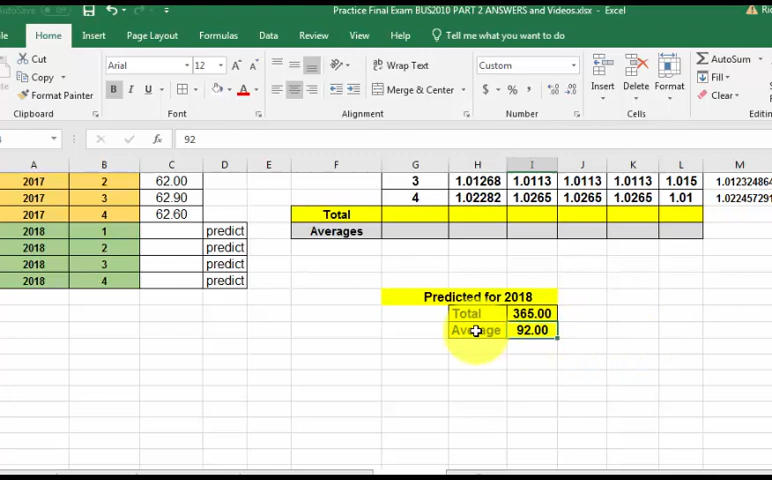 AutoSave Off
Practice Final Exam BUS2010 PART 2 ANSWERS and Videos.xlsx - Excel
Ric
Home Insert Page Layout Formulas Data Review View Help Tell me what you want to do
Cut
Copy
Format Painter
Clipboard
Arial 12 A A
B I U A
Font
Wrap Text
Merge & Center
Alignment
Custom
$ % ,
Number
Insert Delete Format
Cells
AutoSum
Fill
Clear
Editing
fx 92
A B C D E F G H I J K L M
2017 2 62.00 3 1.01268 1.0113 1.0113 1.0113 1.015 1.012324864
2017 3 62.90 4 1.02282 1.0265 1.0265 1.0265 1.01 1.022457291
2017 4 62.60 Total
2018 1 predict Averages
2018 2 predict
2018 3 predict
2018 4 predict
Predicted for 2018
Total 365.00
Average 92.00